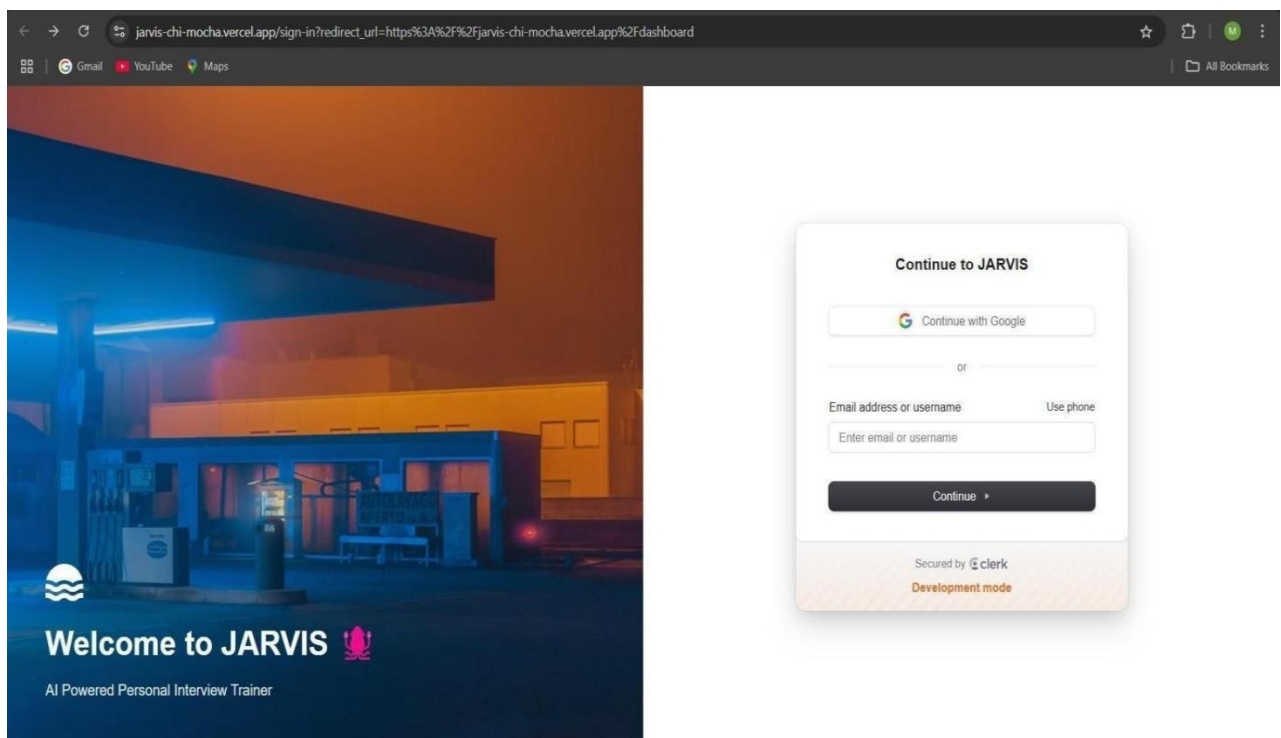 jarvis-chi-mocha.vercel.app/sign-in?redirect_url=https%3A%2F%2Fjarvis-chi-mocha.vercel.app%2Fdashboard
M
Gmail YouTube Maps
All Bookmarks
AUTOLAVAGGIO
APERTO
Welcome to JARVIS
AI Powered Personal Interview Trainer
Continue to JARVIS
Continue with Google
or
Email address or username Use phone
Enter email or username
Continue
Secured by clerk
Development mode